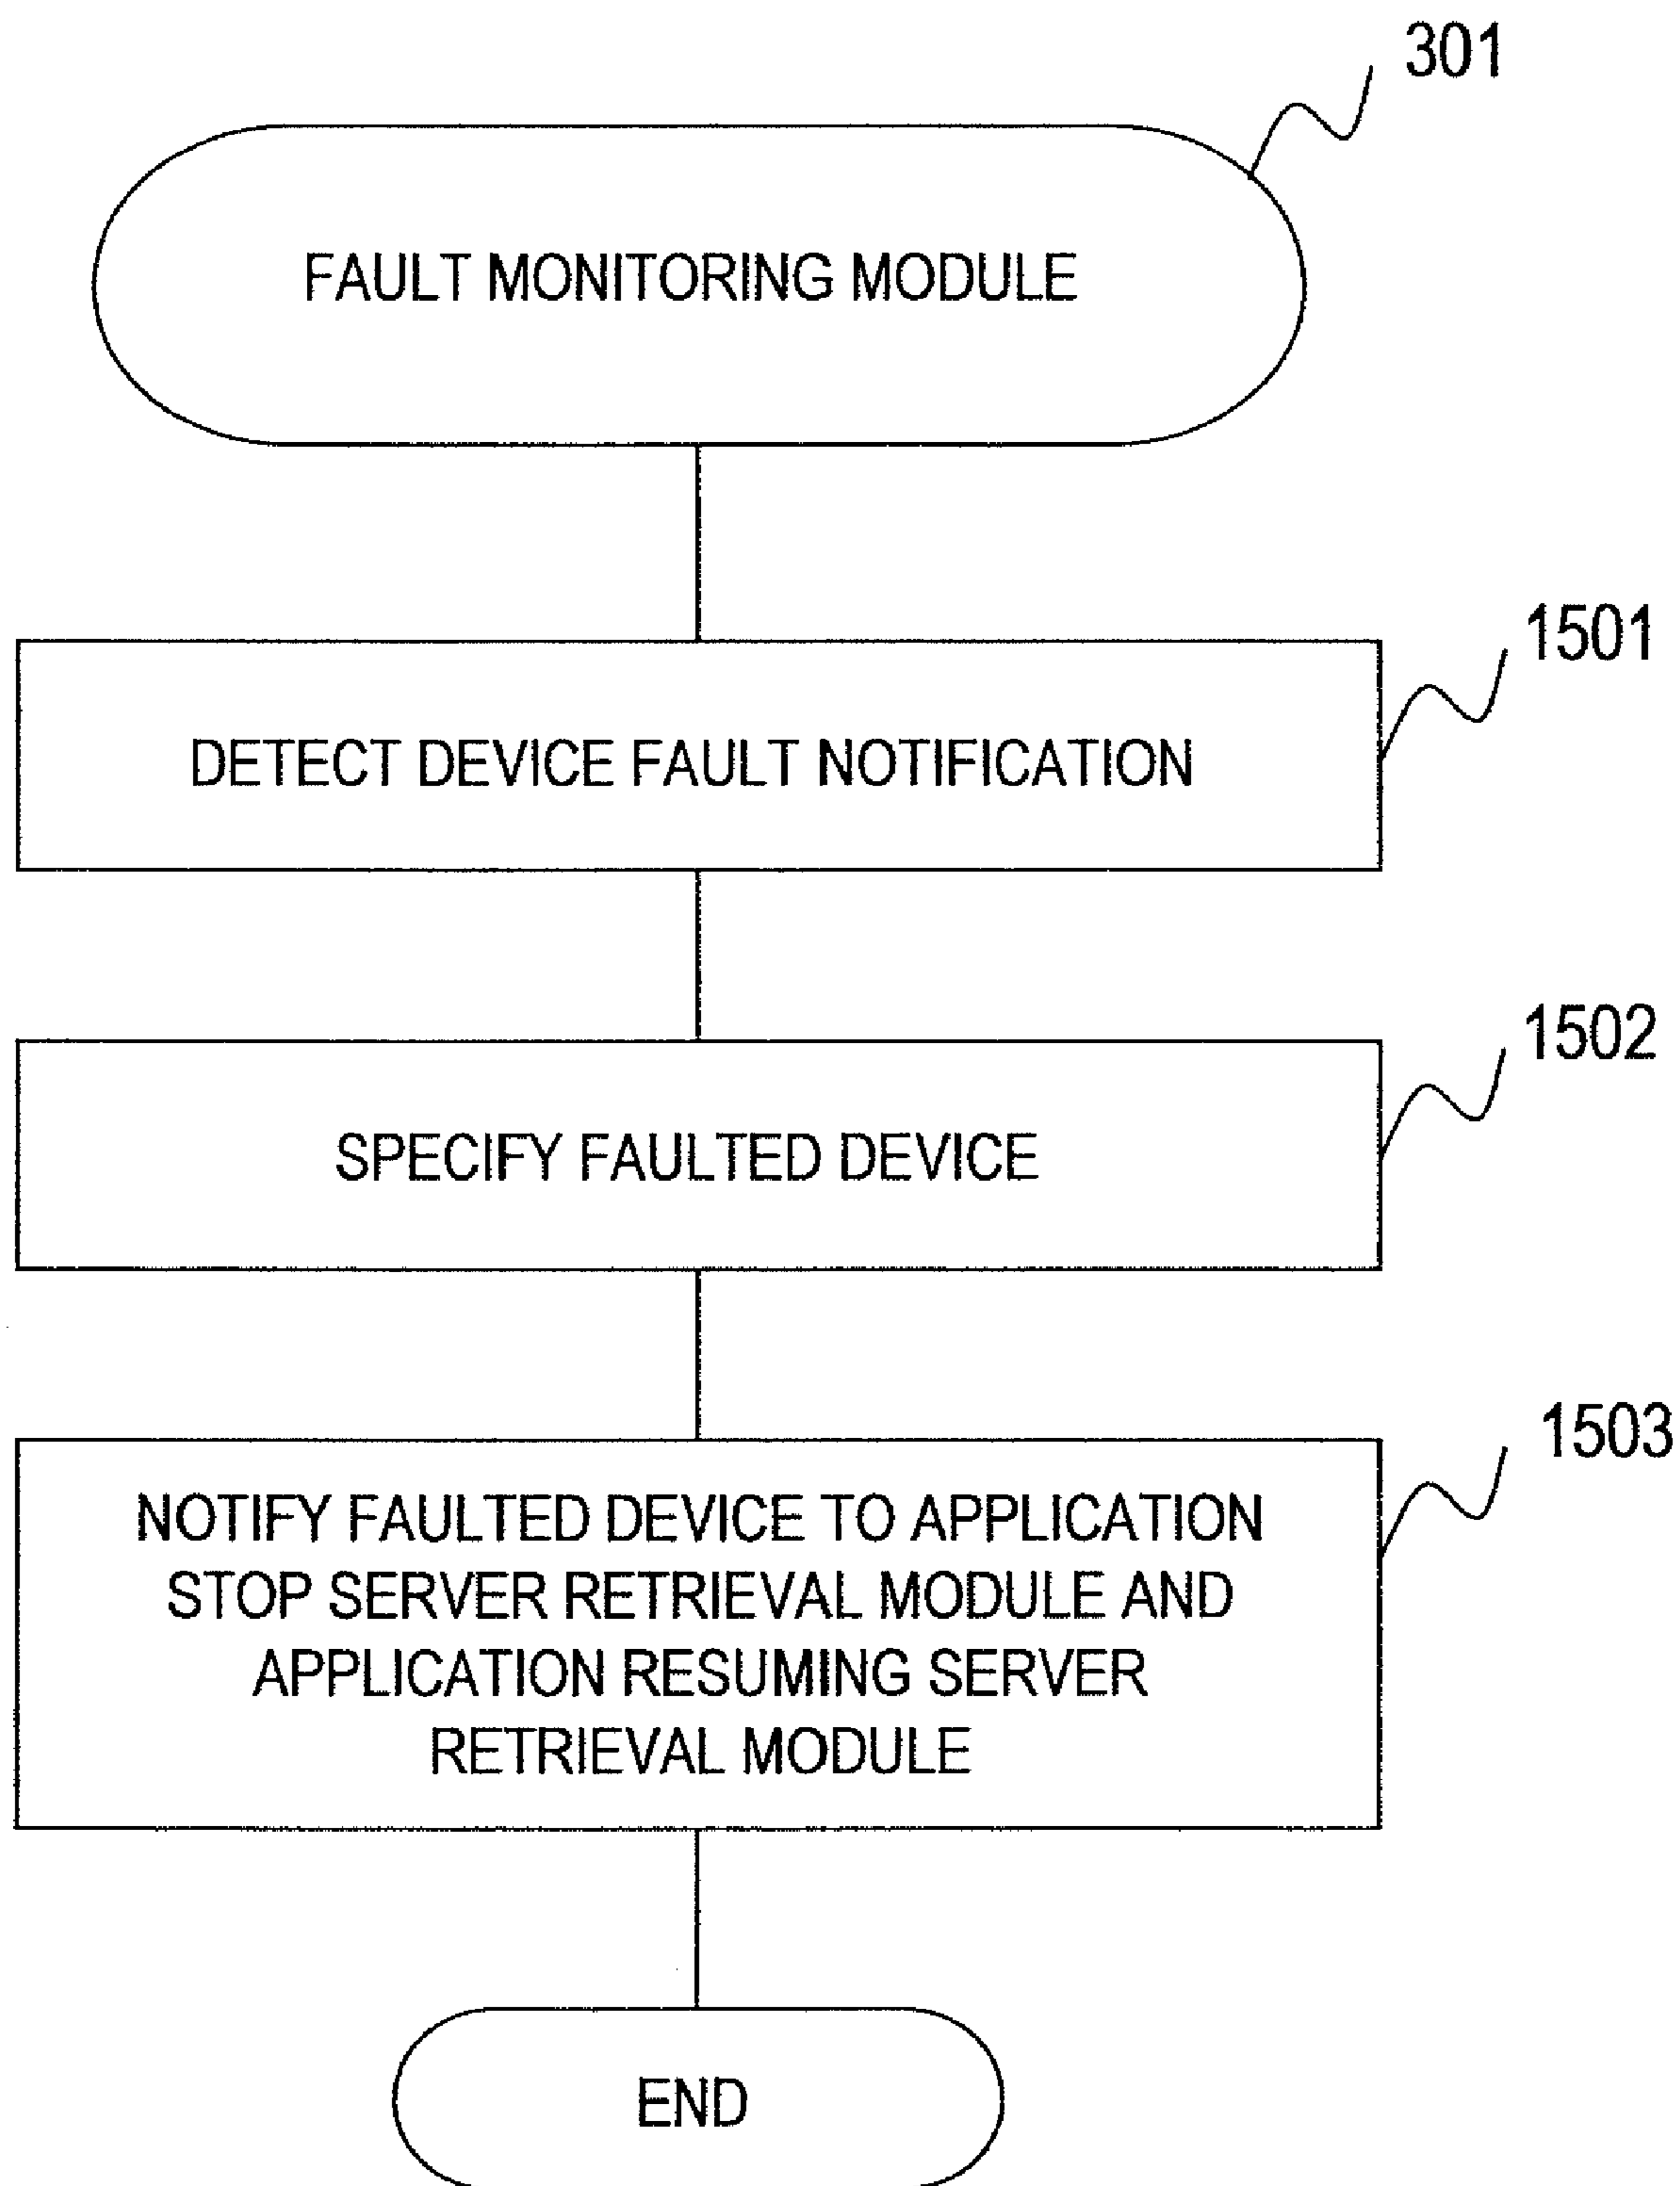 301
FAULT MONITORING MODULE
1501
DETECT DEVICE FAULT NOTIFICATION
1502
SPECIFY FAULTED DEVICE
1503
NOTIFY FAULTED DEVICE TO APPLICATION
STOP SERVER RETRIEVAL MODULE AND
APPLICATION RESUMING SERVER
RETRIEVAL MODULE
END